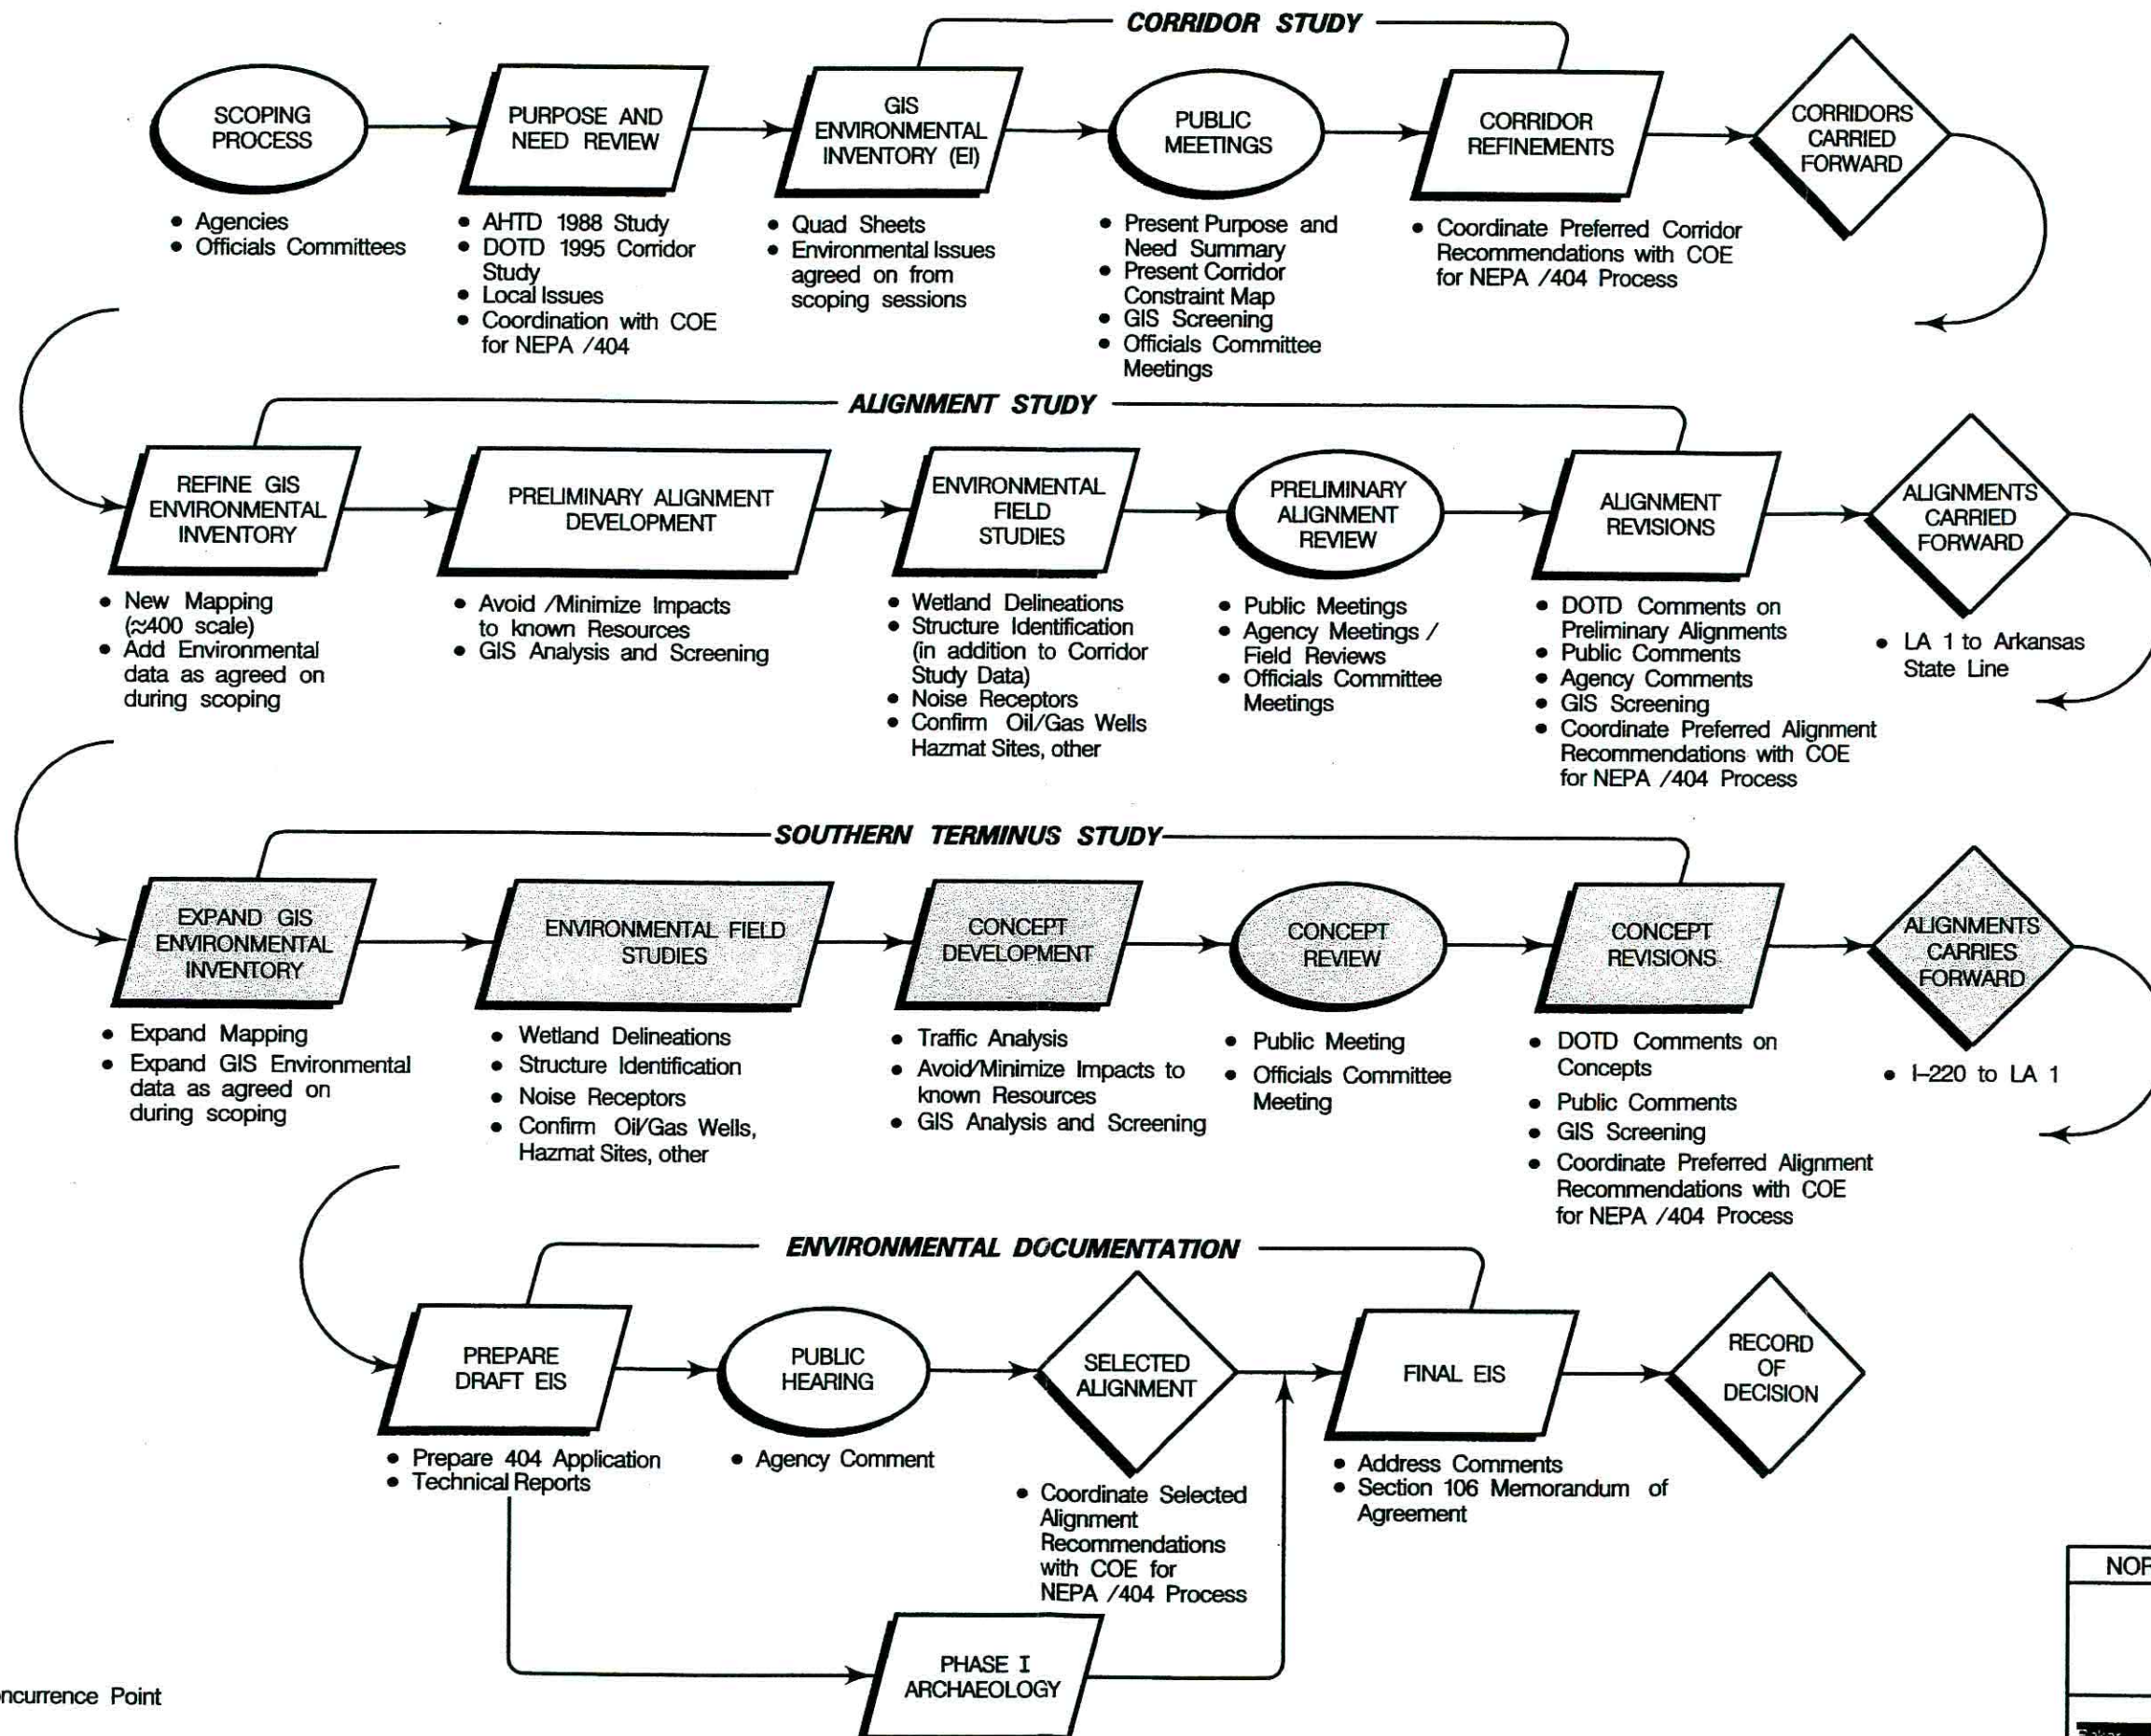 CORRIDOR STUDY
SCOPING
PROCESS
• Agencies
• Officials Committees
PURPOSE AND
NEED REVIEW
• AHTD 1988 Study
• DOTD 1995 Corridor
Study
• Local Issues
• Coordination with COE
for NEPA /404
GIS
ENVIRONMENTAL
INVENTORY (EI)
• Quad Sheets
• Environmental Issues
agreed on from
scoping sessions
PUBLIC
MEETINGS
• Present Purpose and
Need Summary
• Present Corridor
Constraint Map
• GIS Screening
• Officials Committee
Meetings
CORRIDOR
REFINEMENTS
• Coordinate Preferred Corridor
Recommendations with COE
for NEPA /404 Process
CORRIDORS
CARRIED
FORWARD
ALIGNMENT STUDY
REFINE GIS
ENVIRONMENTAL
INVENTORY
• New Mapping
(≈400 scale)
• Add Environmental
data as agreed on
during scoping
PRELIMINARY ALIGNMENT
DEVELOPMENT
• Avoid /Minimize Impacts
to known Resources
• GIS Analysis and Screening
ENVIRONMENTAL
FIELD
STUDIES
• Wetland Delineations
• Structure Identification
(in addition to Corridor
Study Data)
• Noise Receptors
• Confirm Oil/Gas Wells
Hazmat Sites, other
PRELIMINARY
ALIGNMENT
REVIEW
• Public Meetings
• Agency Meetings /
Field Reviews
• Officials Committee
Meetings
ALIGNMENT
REVISIONS
• DOTD Comments on
Preliminary Alignments
• Public Comments
• Agency Comments
• GIS Screening
• Coordinate Preferred Alignment
Recommendations with COE
for NEPA /404 Process
ALIGNMENTS
CARRIED
FORWARD
• LA 1 to Arkansas
State Line
SOUTHERN TERMINUS STUDY
EXPAND GIS
ENVIRONMENTAL
INVENTORY
• Expand Mapping
• Expand GIS Environmental
data as agreed on
during scoping
ENVIRONMENTAL FIELD
STUDIES
• Wetland Delineations
• Structure Identification
• Noise Receptors
• Confirm Oil/Gas Wells,
Hazmat Sites, other
CONCEPT
DEVELOPMENT
• Traffic Analysis
• Avoid/Minimize Impacts to
known Resources
• GIS Analysis and Screening
CONCEPT
REVIEW
• Public Meeting
• Officials Committee
Meeting
CONCEPT
REVISIONS
• DOTD Comments on
Concepts
• Public Comments
• GIS Screening
• Coordinate Preferred Alignment
Recommendations with COE
for NEPA /404 Process
ALIGNMENTS
CARRIES
FORWARD
• I-220 to LA 1
ENVIRONMENTAL DOCUMENTATION
PREPARE
DRAFT EIS
• Prepare 404 Application
• Technical Reports
PUBLIC
HEARING
• Agency Comment
SELECTED
ALIGNMENT
• Coordinate Selected
Alignment
Recommendations
with COE for
NEPA /404 Process
FINAL EIS
• Address Comments
• Section 106 Memorandum of
Agreement
RECORD
OF
DECISION
PHASE I
ARCHAEOLOGY
ncurrence Point
NOR